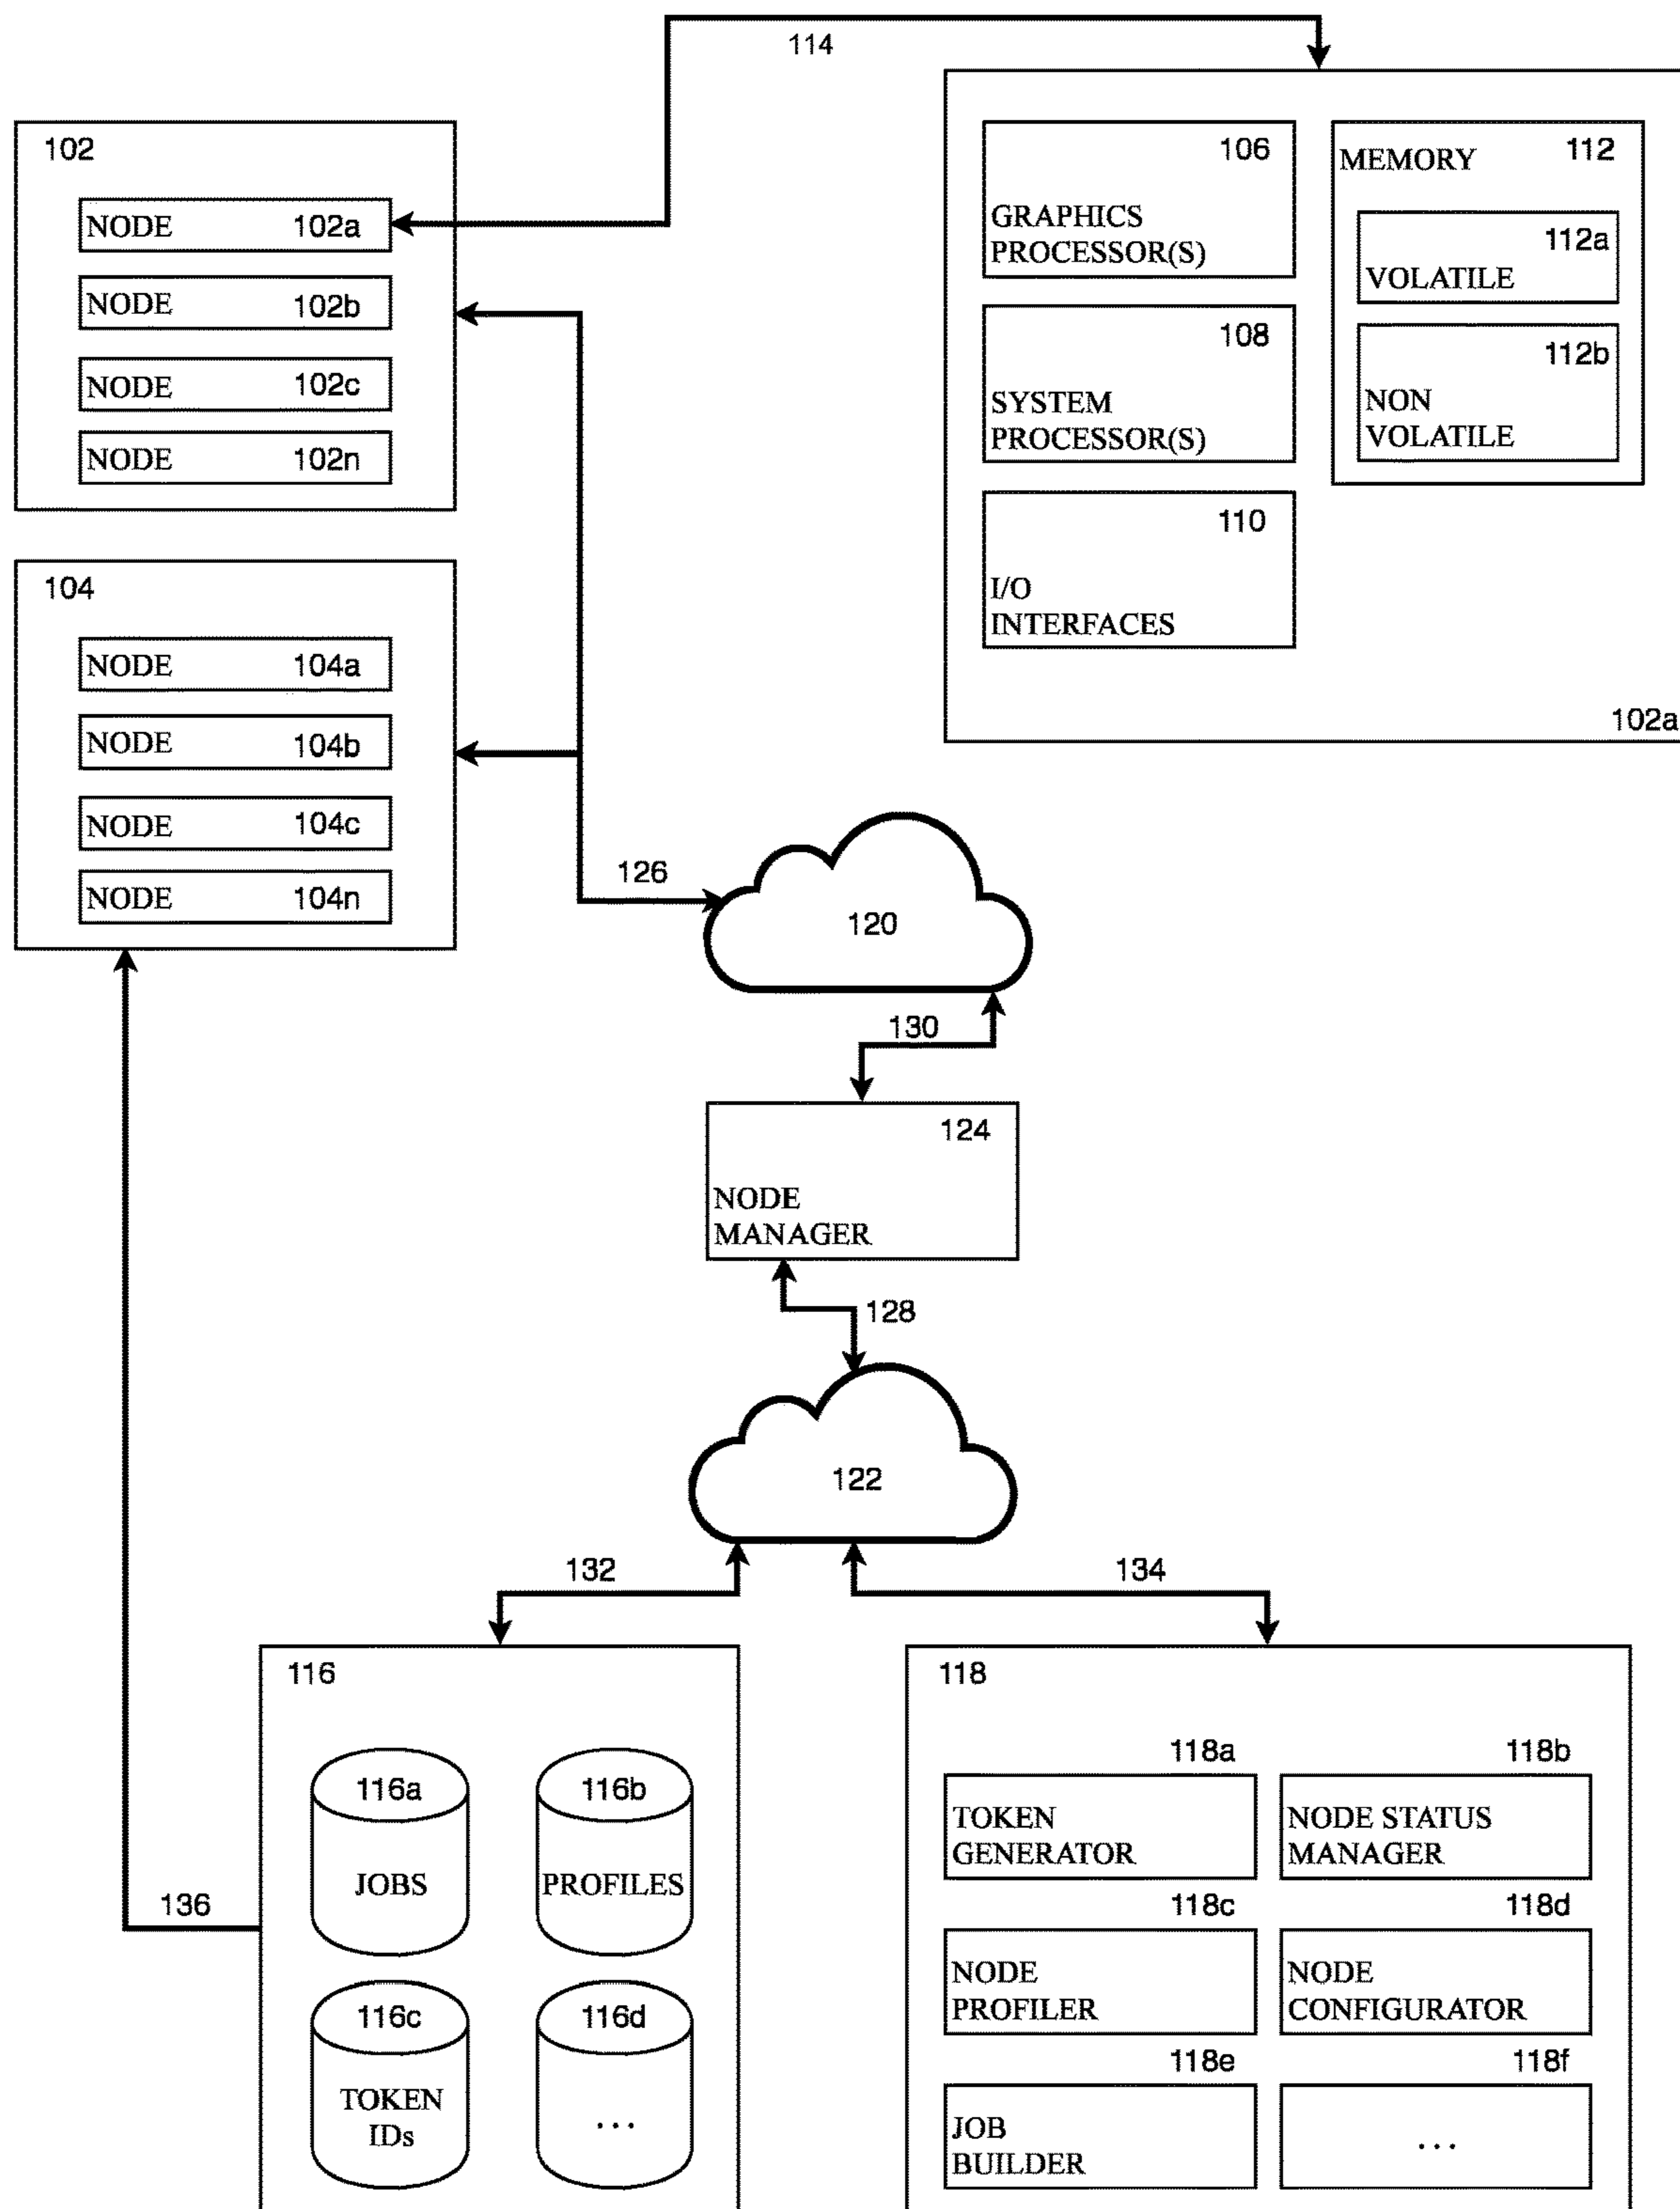 114
102
NODE 102a
NODE 102b
NODE 102c
NODE 102n
106
GRAPHICS
PROCESSOR(S)
108
SYSTEM
PROCESSOR(S)
110
I/O
INTERFACES
MEMORY 112
112a
VOLATILE
112b
NON
VOLATILE
102a
104
NODE 104a
NODE 104b
NODE 104c
NODE 104n
126
120
130
124
NODE
MANAGER
128
122
132
134
136
116
116a
JOBS
116b
PROFILES
116c
TOKEN
IDs
116d
...
118
118a
TOKEN
GENERATOR
118b
NODE STATUS
MANAGER
118c
NODE
PROFILER
118d
NODE
CONFIGURATOR
118e
JOB
BUILDER
118f
...